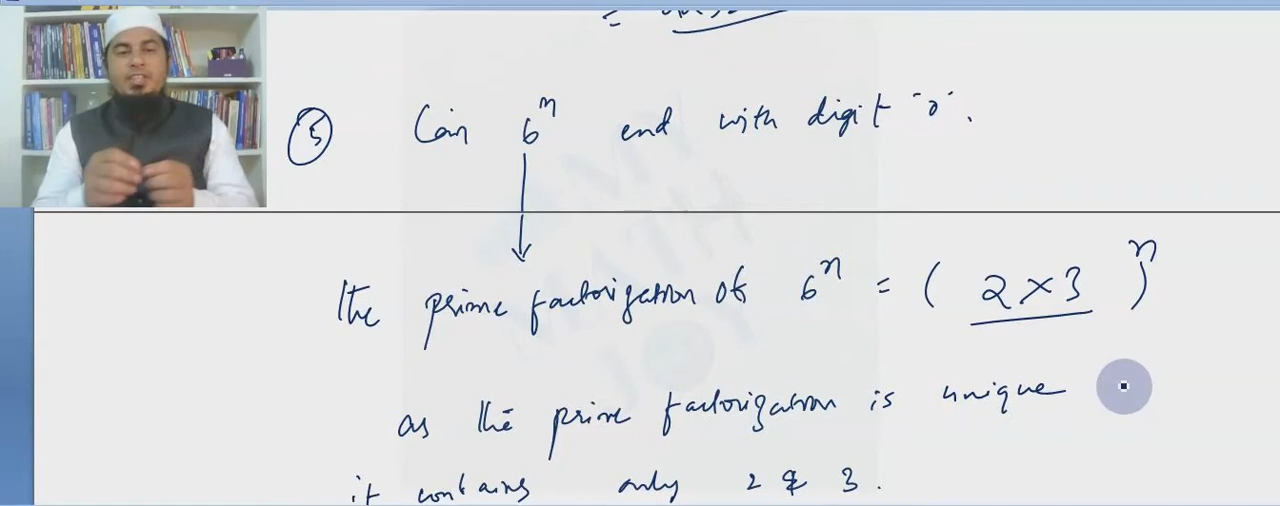 ⑤ Can 6ⁿ end with digit "0".
The prime factorization of 6ⁿ = ( 2 × 3 )ⁿ
as the prime factorization is unique
it contains only 2 & 3.